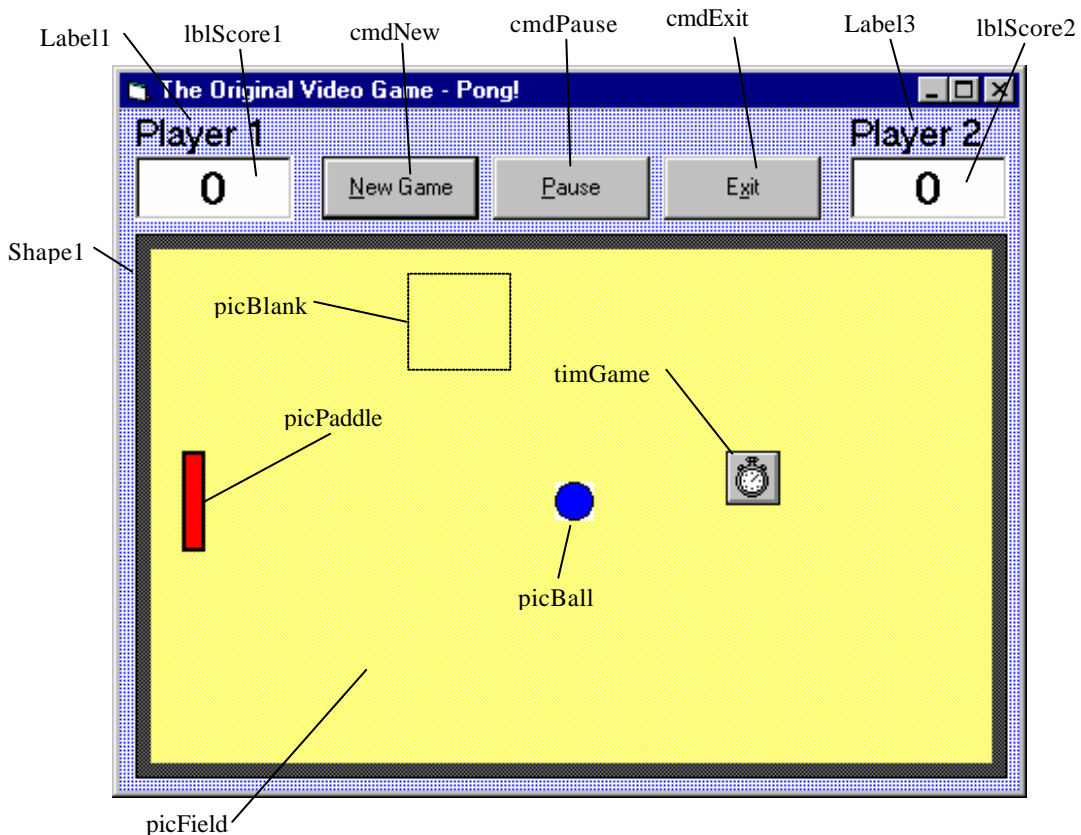 Label1 lblScore1 cmdNew cmdPause cmdExit Label3 lblScore2
The Original Video Game - Pong!
Player 1 Player 2
0 New Game Pause Exit 0
Shape1
picBlank
timGame
picPaddle
picBall
picField